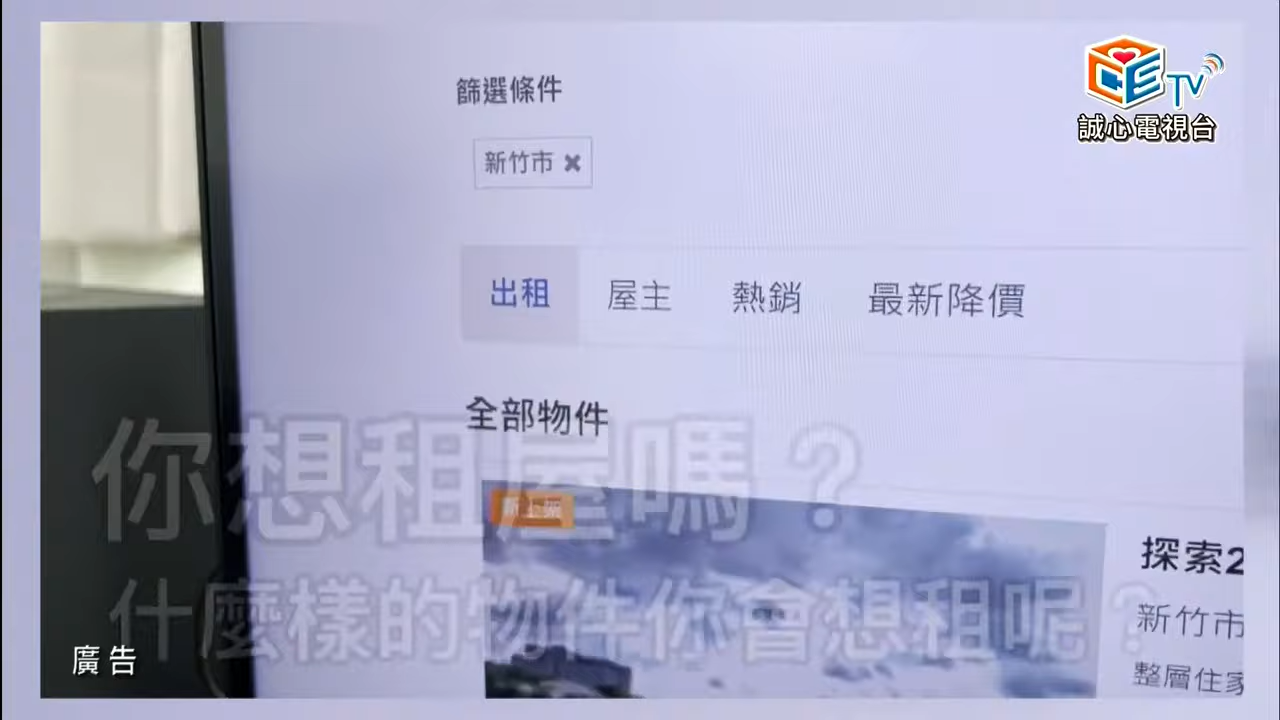 篩選條件
CETV
誠心電視台
新竹市 ✖
出租 屋主 熱銷 最新降價
全部物件
你想租屋嗎？
新上架
探索2
什麼樣的物件你會想租呢？
新竹市
廣告
整層住家